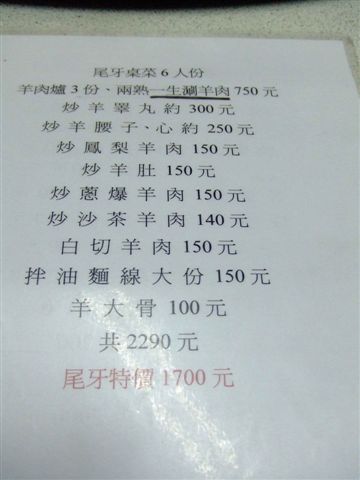 尾牙桌菜 6 人份
羊肉爐 3 份、兩熟一生涮羊肉 750 元
炒 羊 睪 丸 約 300 元
炒 羊 腰 子、心 約 250 元
炒 鳳 梨 羊 肉 150 元
炒 羊 肚 150 元
炒 蔥 爆 羊 肉 150 元
炒 沙 茶 羊 肉 140 元
白 切 羊 肉 150 元
拌 油 麵 線 大 份 150 元
羊 大 骨 100 元
共 2290 元
尾牙特價 1700 元